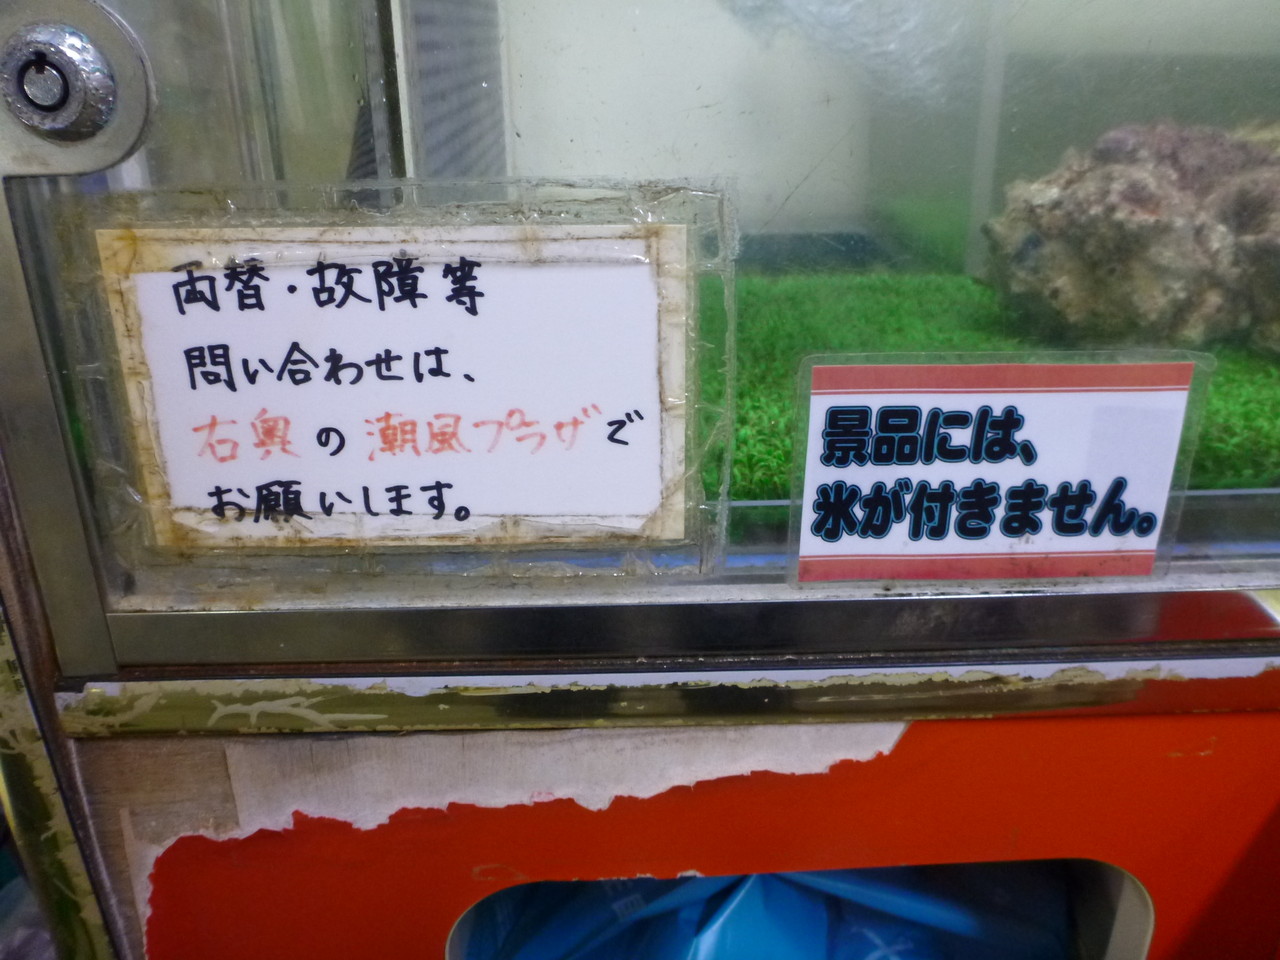 両替・故障等
問い合わせは、
右奥の潮風プラザで
お願いします。
景品には、
氷が付きません。